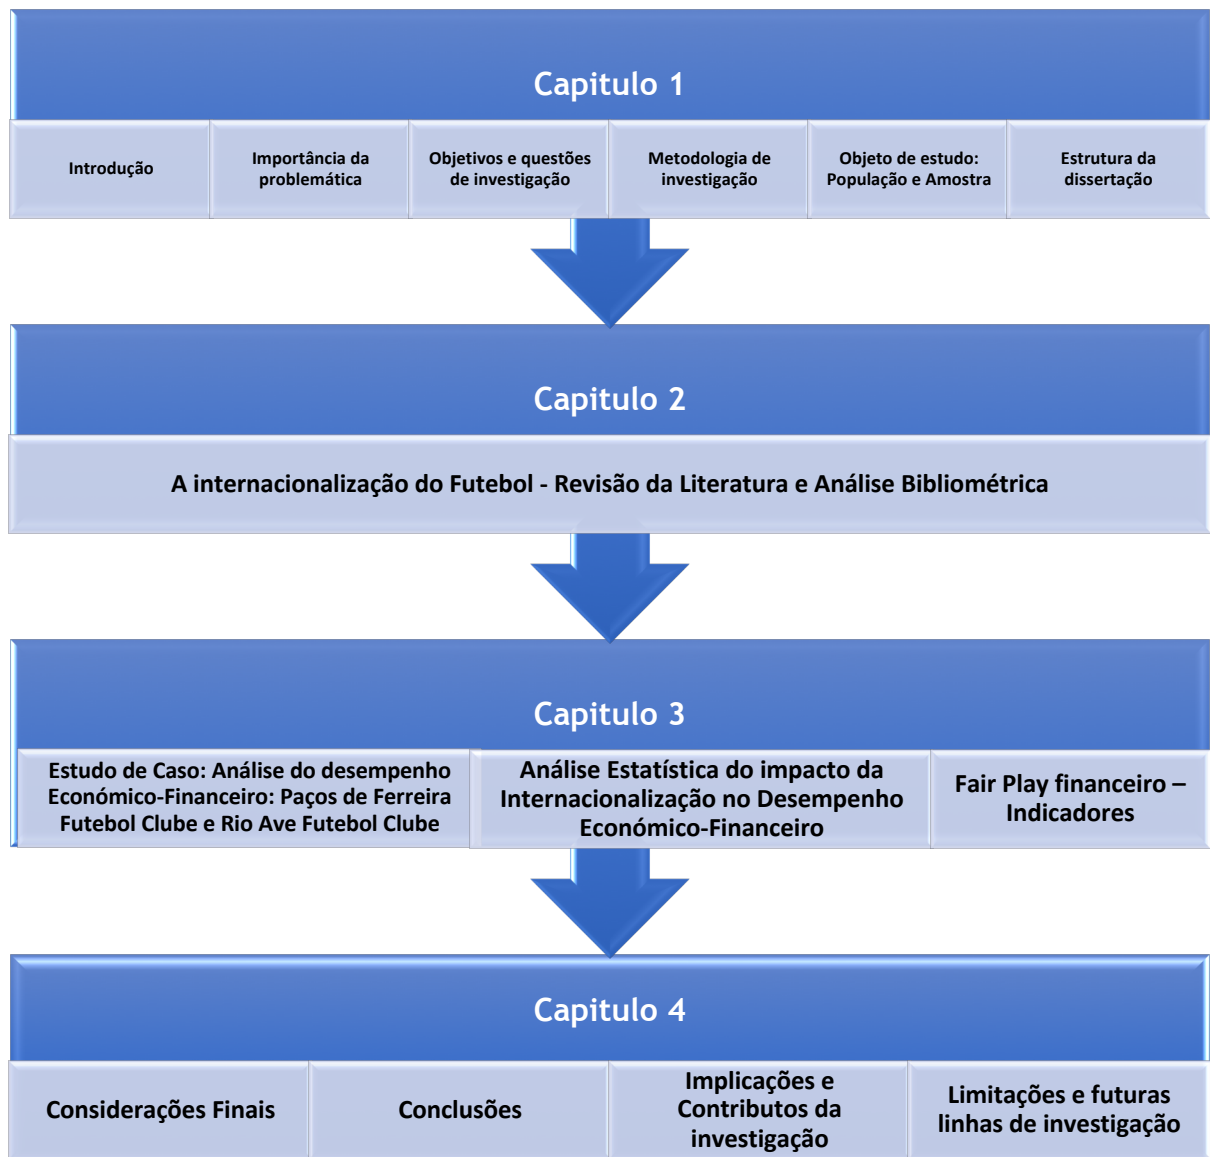 Capitulo 1
Introdução
Importância da
problemática
Objetivos e questões
de investigação
Metodologia de
investigação
Objeto de estudo:
População e Amostra
Estrutura da
dissertação
Capitulo 2
A internacionalização do Futebol - Revisão da Literatura e Análise Bibliométrica
Capitulo 3
Estudo de Caso: Análise do desempenho
Económico-Financeiro: Paços de Ferreira
Futebol Clube e Rio Ave Futebol Clube
Análise Estatística do impacto da
Internacionalização no Desempenho
Económico-Financeiro
Fair Play financeiro –
Indicadores
Capitulo 4
Considerações Finais
Conclusões
Implicações e
Contributos da
investigação
Limitações e futuras
linhas de investigação